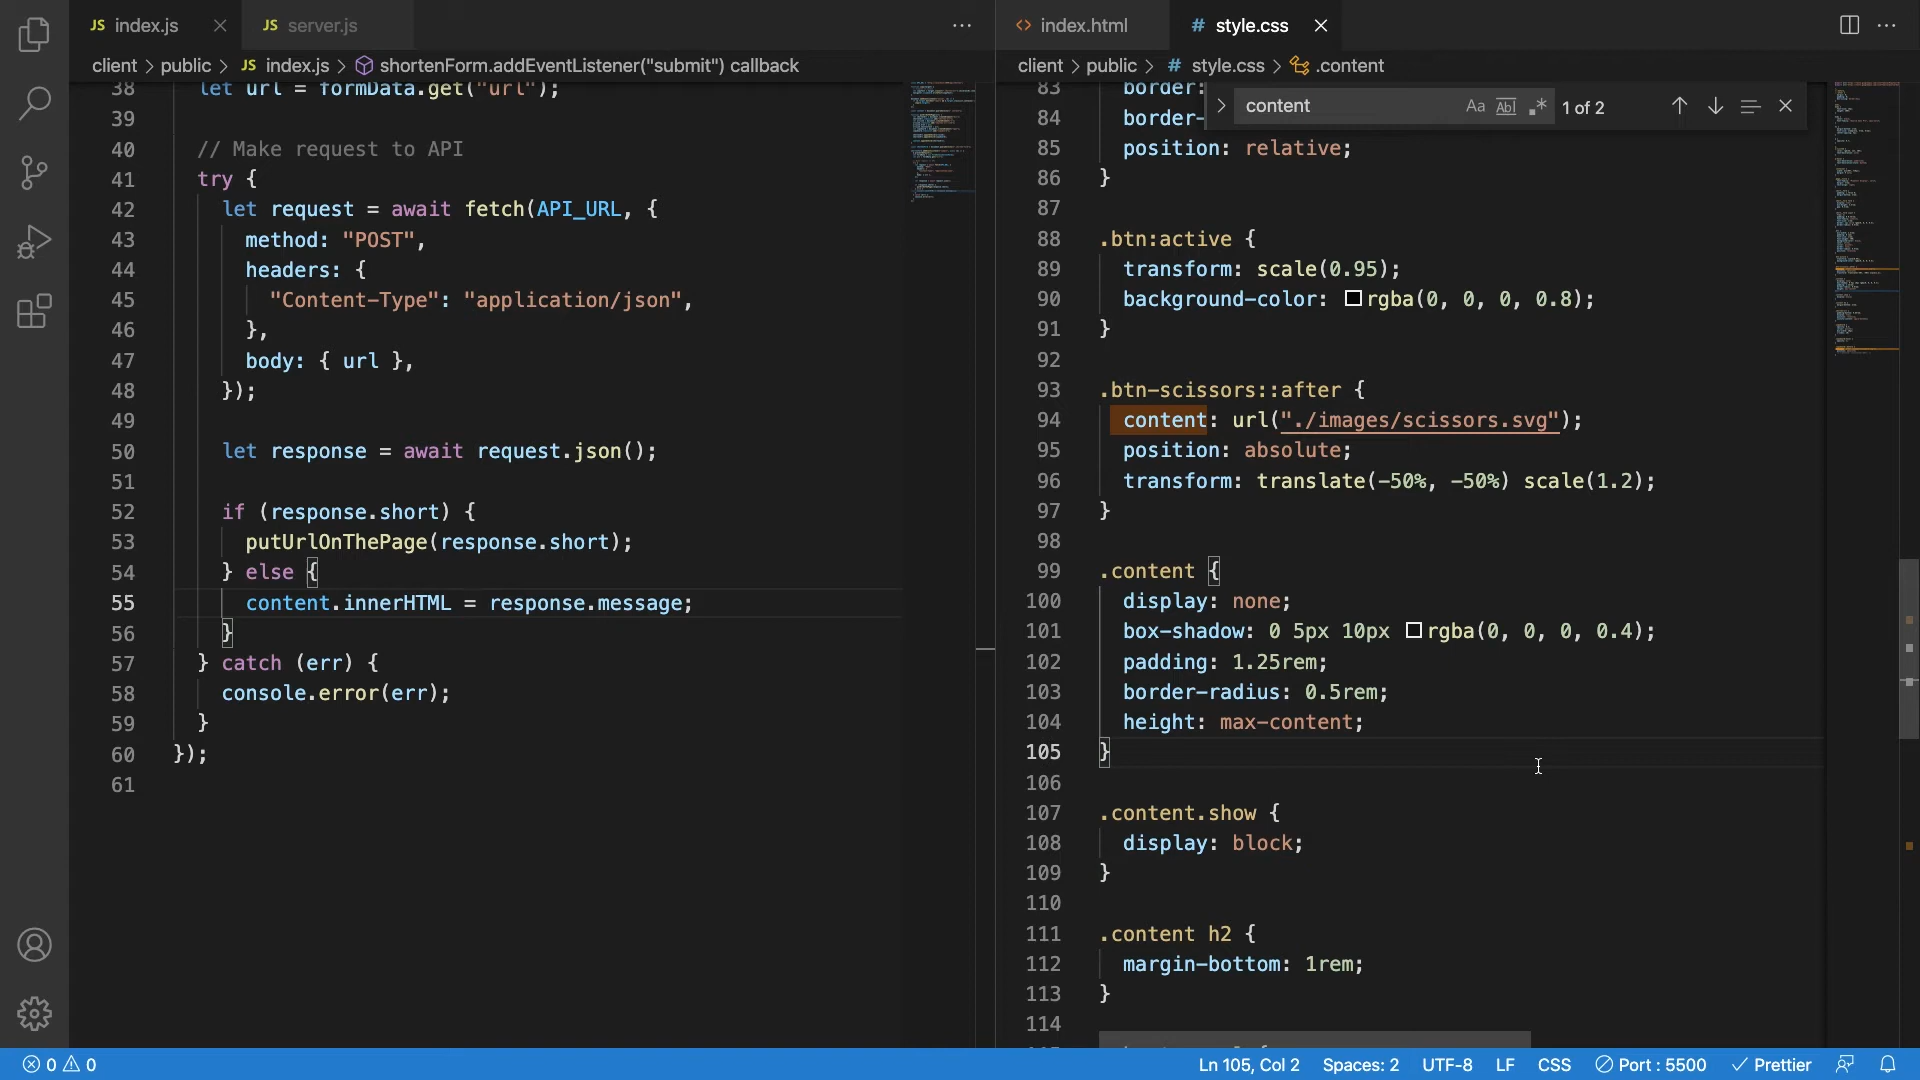 JS index.js
JS server.js
...
<> index.html
# style.css
...
client > public > JS index.js > shortenForm.addEventListener("submit") callback
client > public > # style.css > .content
38 let url = formData.get("url");
39
40 // Make request to API
41 try {
42 let request = await fetch(API_URL, {
43 method: "POST",
44 headers: {
45 "Content-Type": "application/json",
46 },
47 body: { url },
48 });
49
50 let response = await request.json();
51
52 if (response.short) {
53 putUrlOnThePage(response.short);
54 } else {
55 content.innerHTML = response.message;
56 }
57 } catch (err) {
58 console.error(err);
59 }
60 });
61
> content Aa Abl .* 1 of 2
83 border:
84 border-
85 position: relative;
86 }
87
88 .btn:active {
89 transform: scale(0.95);
90 background-color: rgba(0, 0, 0, 0.8);
91 }
92
93 .btn-scissors::after {
94 content: url("./images/scissors.svg");
95 position: absolute;
96 transform: translate(-50%, -50%) scale(1.2);
97 }
98
99 .content {
100 display: none;
101 box-shadow: 0 5px 10px rgba(0, 0, 0, 0.4);
102 padding: 1.25rem;
103 border-radius: 0.5rem;
104 height: max-content;
105 }
106
107 .content.show {
108 display: block;
109 }
110
111 .content h2 {
112 margin-bottom: 1rem;
113 }
114
0 0
Ln 105, Col 2 Spaces: 2 UTF-8 LF CSS Port : 5500 Prettier